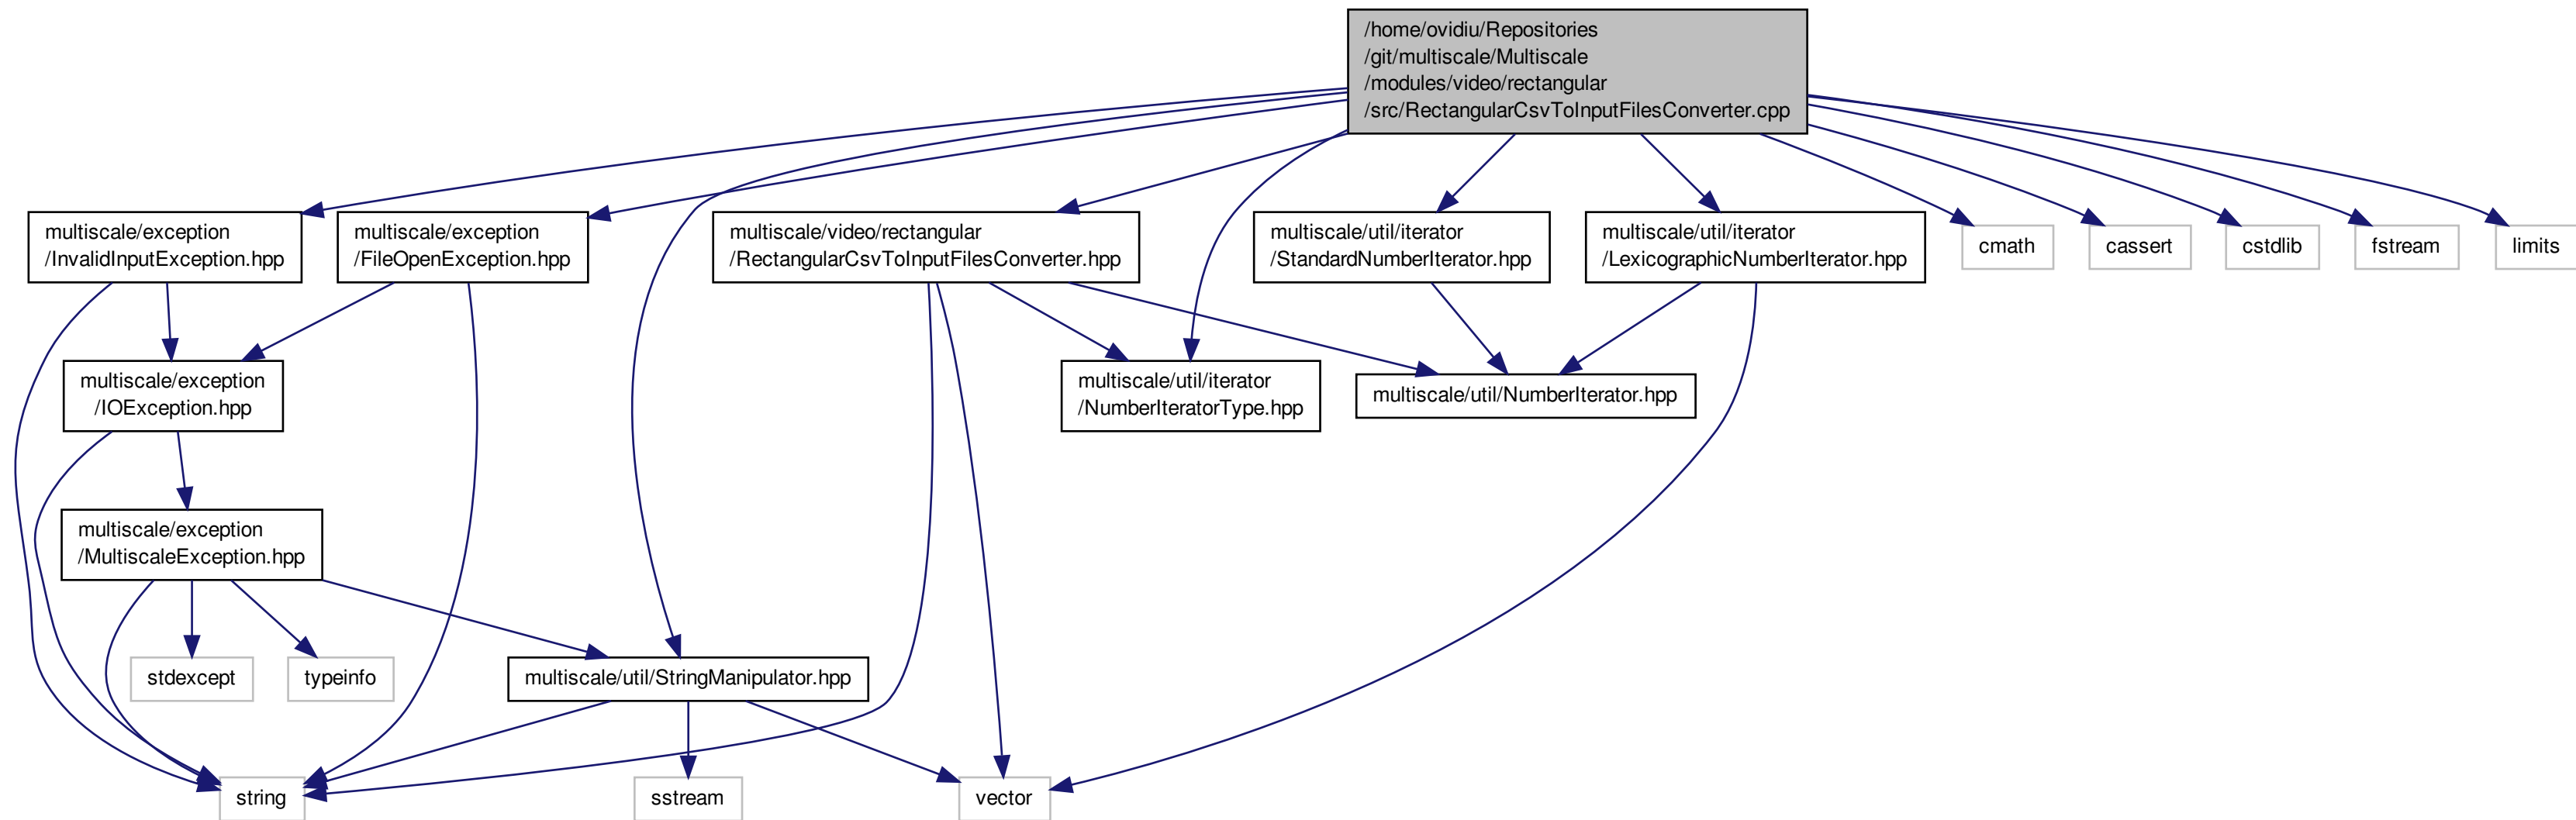 /home/ovidiu/Repositories
/git/multiscale/Multiscale
/modules/video/rectangular
/src/RectangularCsvToInputFilesConverter.cpp
multiscale/exception
/InvalidInputException.hpp
multiscale/exception
/FileOpenException.hpp
multiscale/video/rectangular
/RectangularCsvToInputFilesConverter.hpp
multiscale/util/iterator
/StandardNumberIterator.hpp
multiscale/util/iterator
/LexicographicNumberIterator.hpp
cmath
cassert
cstdlib
fstream
limits
multiscale/exception
/IOException.hpp
multiscale/util/iterator
/NumberIteratorType.hpp
multiscale/util/NumberIterator.hpp
multiscale/exception
/MultiscaleException.hpp
stdexcept
typeinfo
multiscale/util/StringManipulator.hpp
string
sstream
vector